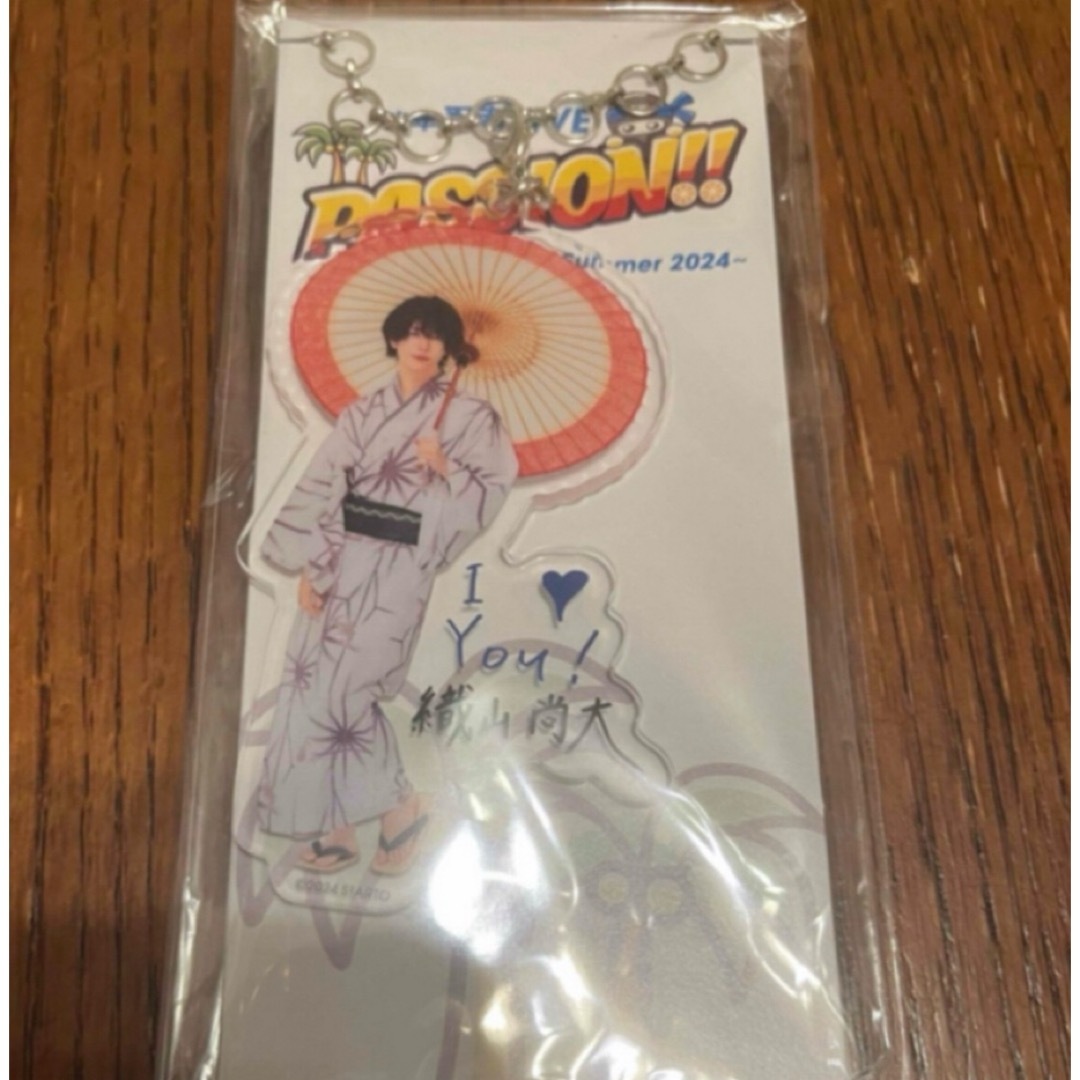 PASSION!!
Summer 2024~
I ♥
You!
織山尚大
©2024 STARTO